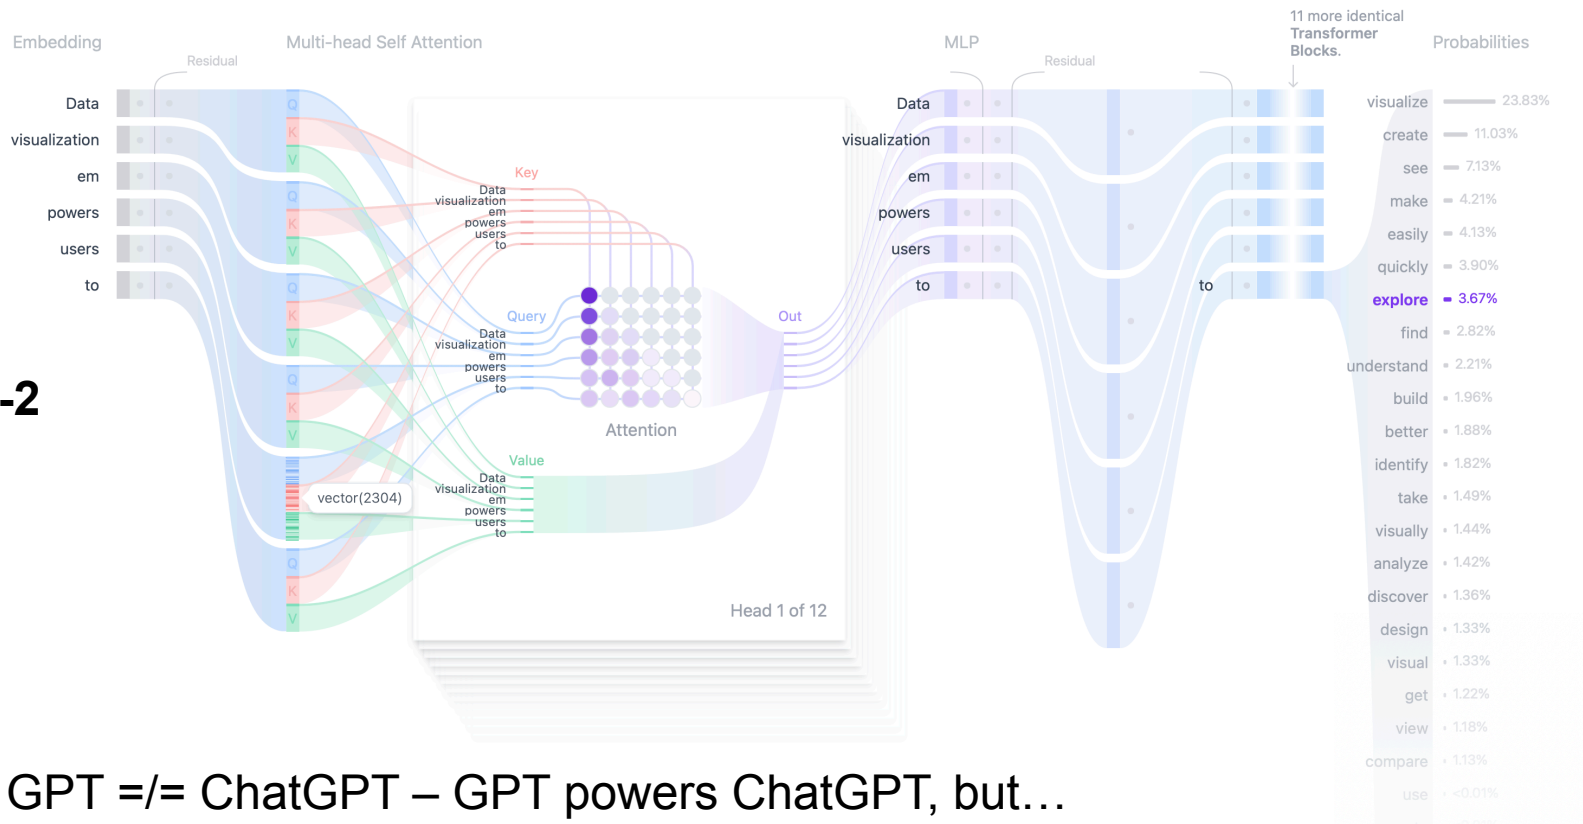 Embedding
Multi-head Self Attention
MLP
11 more identical
Transformer
Blocks.
Probabilities
Residual
Residual
Data
visualization
em
powers
users
to
Q
K
V
Q
K
V
Q
K
V
Q
K
V
vector(2304)
Q
K
V
Key
Data
visualization
em
powers
users
to
Query
Data
visualization
em
powers
users
to
Attention
Value
Data
visualization
em
powers
users
to
Out
Head 1 of 12
Data
visualization
em
powers
users
to
to
visualize 23.83%
create 11.03%
see 7.13%
make 4.21%
easily 4.13%
quickly 3.90%
explore 3.67%
find 2.82%
understand 2.21%
build 1.96%
better 1.88%
identify 1.82%
take 1.49%
visually 1.44%
analyze 1.42%
discover 1.36%
design 1.33%
visual 1.33%
get 1.22%
view 1.18%
compare 1.13%
use <0.01%
-2
GPT =/= ChatGPT – GPT powers ChatGPT, but…